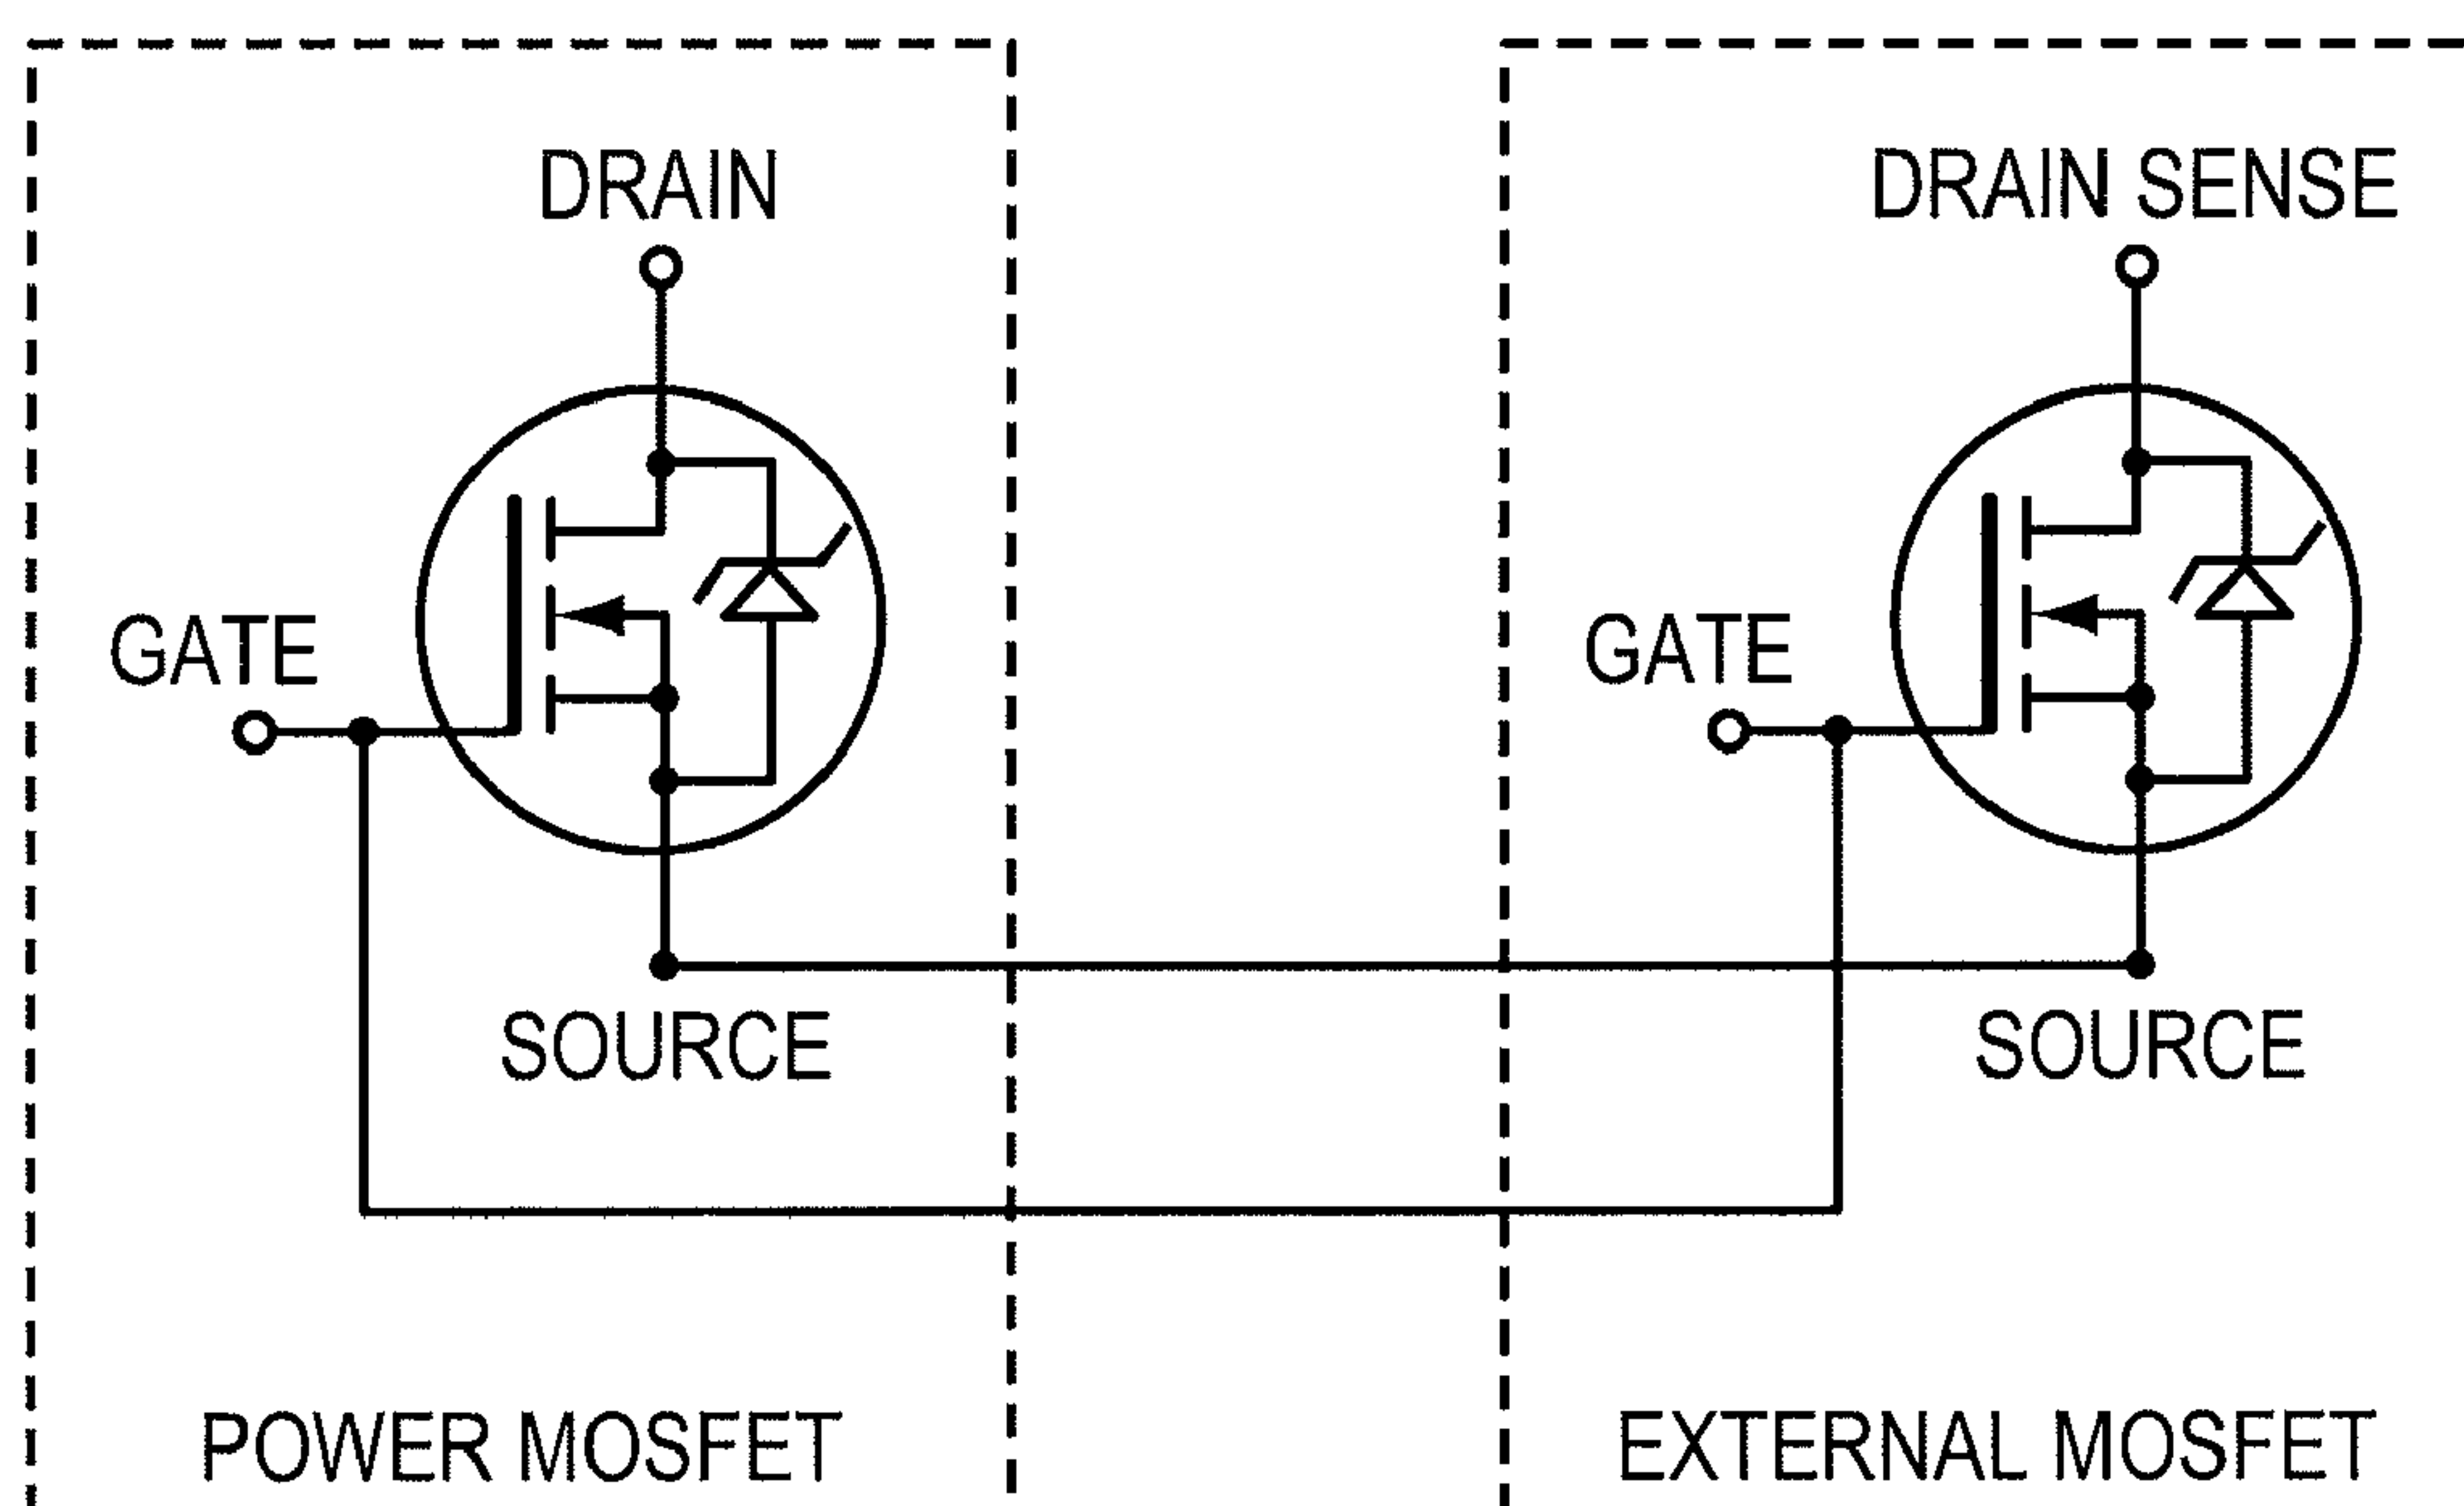 DRAIN
DRAIN SENSE
GATE
GATE
SOURCE
SOURCE
POWER MOSFET
EXTERNAL MOSFET